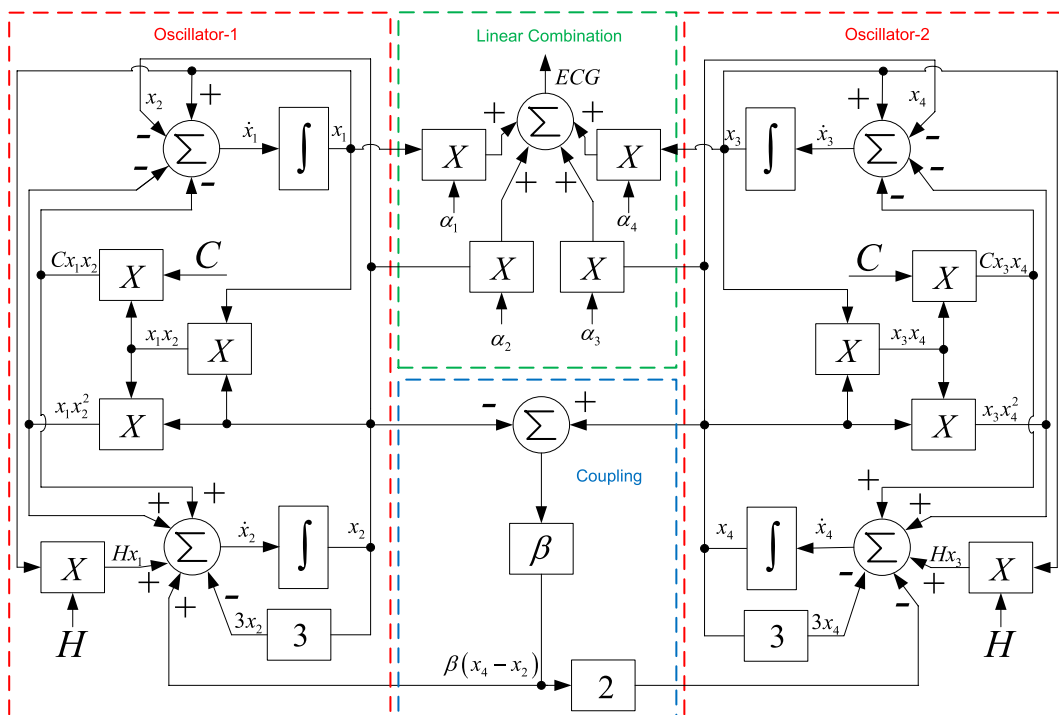 Oscillator-1
Linear Combination
Oscillator-2
ECG
x₂
+
-
-
-
Σ
ẋ₁
∫
x₁
+
+
Σ
+
+
X
α₁
X
α₄
X
α₂
X
α₃
x₃
∫
ẋ₃
Σ
+
x₄
-
-
-
Cx₁x₂
X
C
x₁x₂
X
x₁x₂²
X
C
X
Cx₃x₄
X
x₃x₄
X
x₃x₄²
-
Σ
+
Coupling
β
+
+
+
+
-
Σ
ẋ₂
∫
x₂
Hx₁
X
H
3x₂
3
x₄
∫
ẋ₄
Σ
+
+
+
-
-
Hx₃
X
H
3
3x₄
β(x₄ − x₂)
2